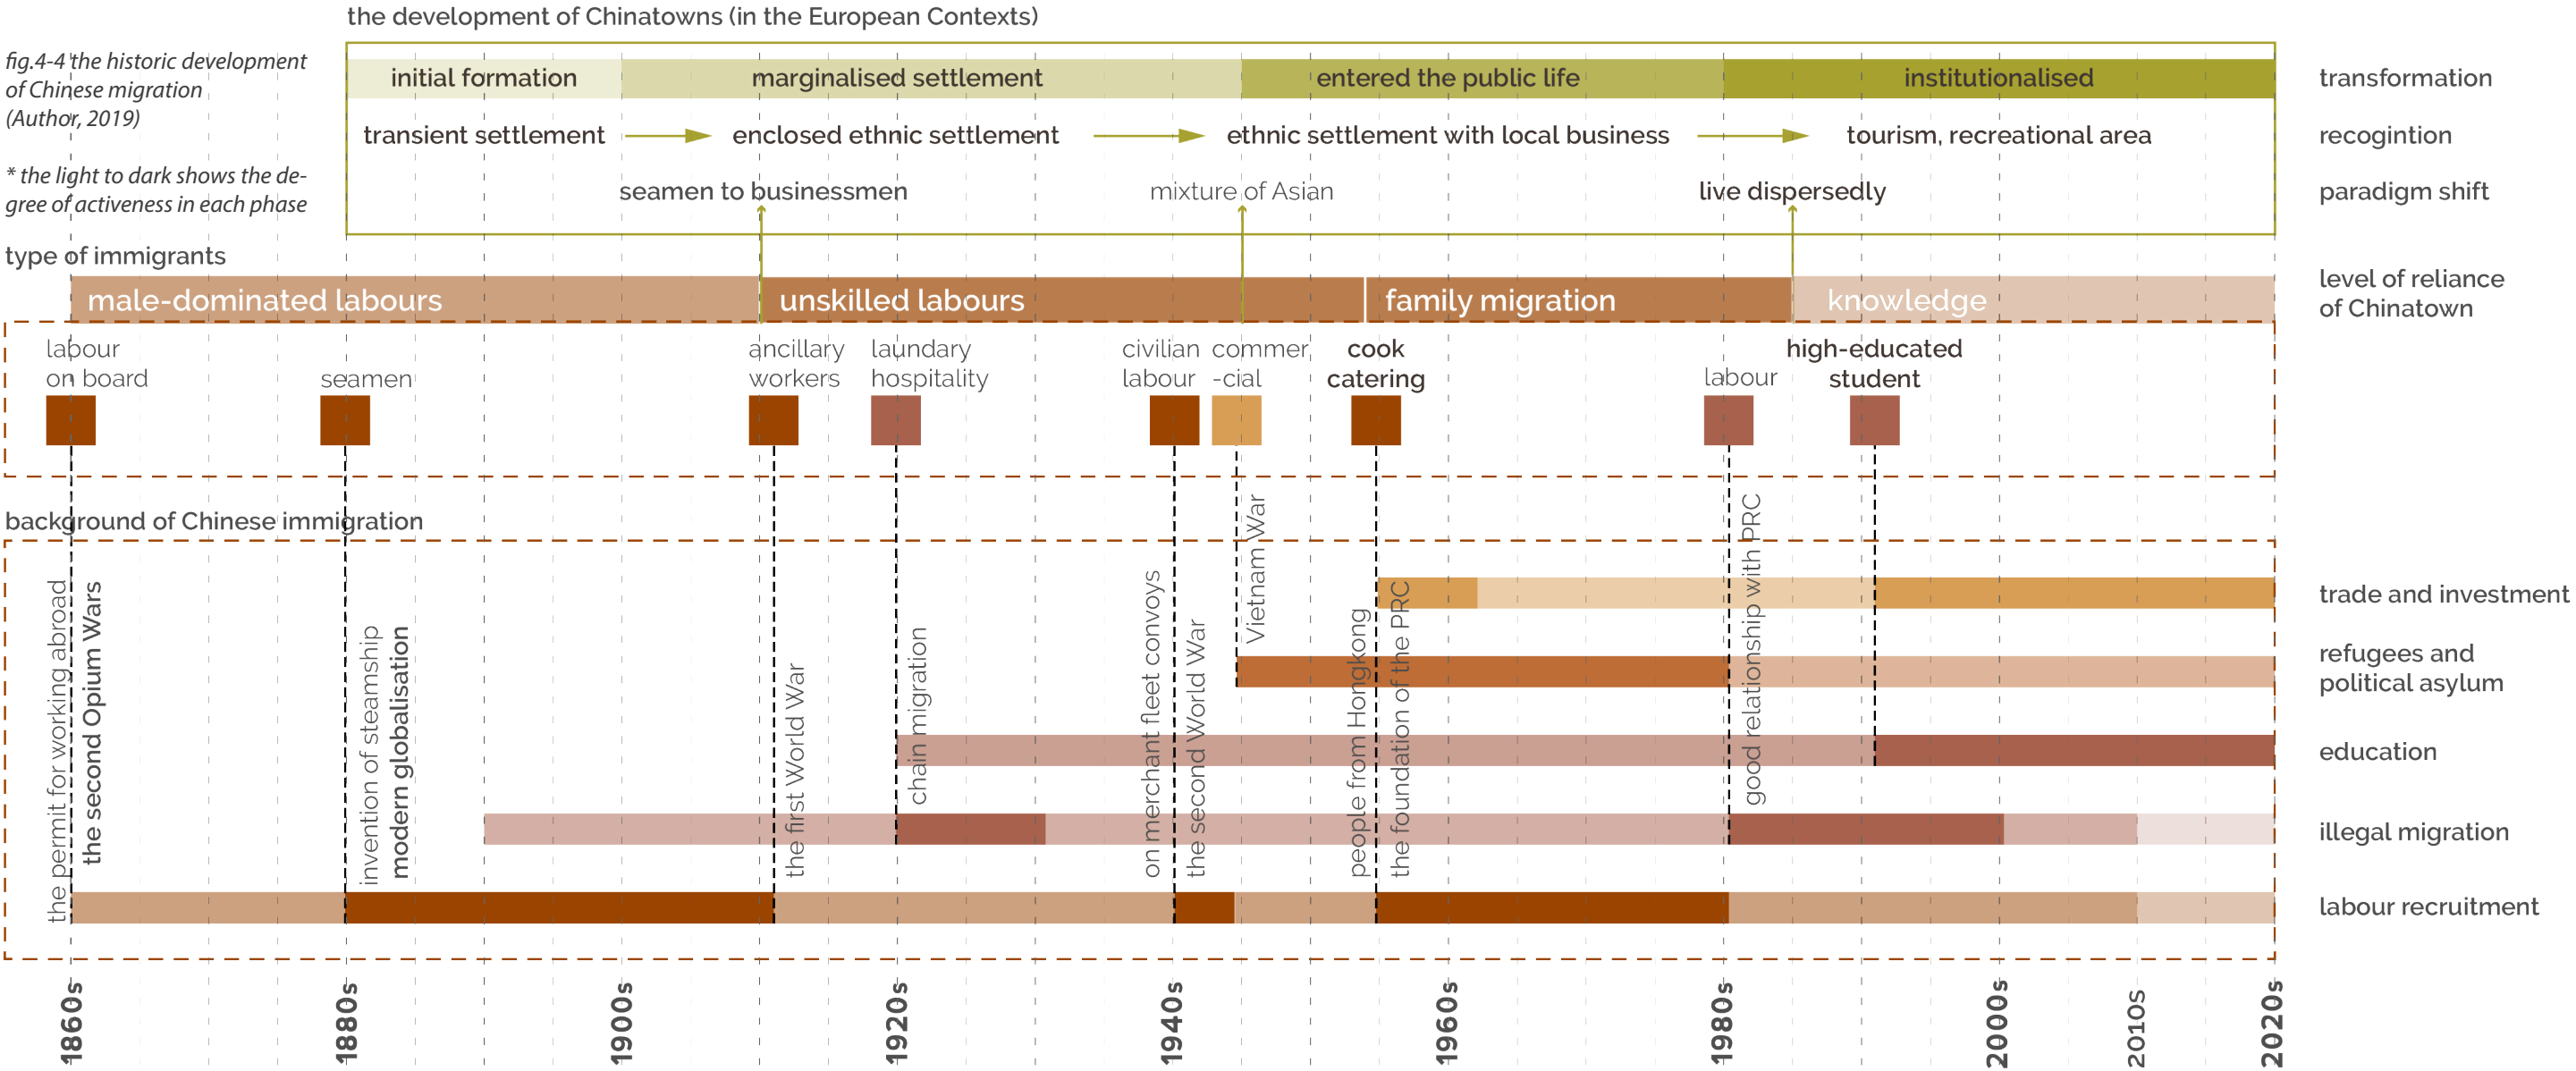 the development of Chinatowns (in the European Contexts)
fig.4-4 the historic development
of Chinese migration
(Author, 2019)
* the light to dark shows the de-
gree of activeness in each phase
initial formation
marginalised settlement
entered the public life
institutionalised
transformation
transient settlement
enclosed ethnic settlement
ethnic settlement with local business
tourism, recreational area
recogintion
seamen to businessmen
mixture of Asian
live dispersedly
paradigm shift
type of immigrants
male-dominated labours
unskilled labours
family migration
knowledge
level of reliance
of Chinatown
labour
on board
seamen
ancillary
workers
laundary
hospitality
civilian
labour
commer
-cial
cook
catering
labour
high-educated
student
background of Chinese immigration
the permit for working abroad
the second Opium Wars
invention of steamship
modern globalisation
the first World War
chain migration
on merchant fleet convoys
the second World War
Vietnam War
people from Hongkong
the foundation of the PRC
good relationship with PRC
trade and investment
refugees and
political asylum
education
illegal migration
labour recruitment
1860s
1880s
1900s
1920s
1940s
1960s
1980s
2000s
2010s
2020s